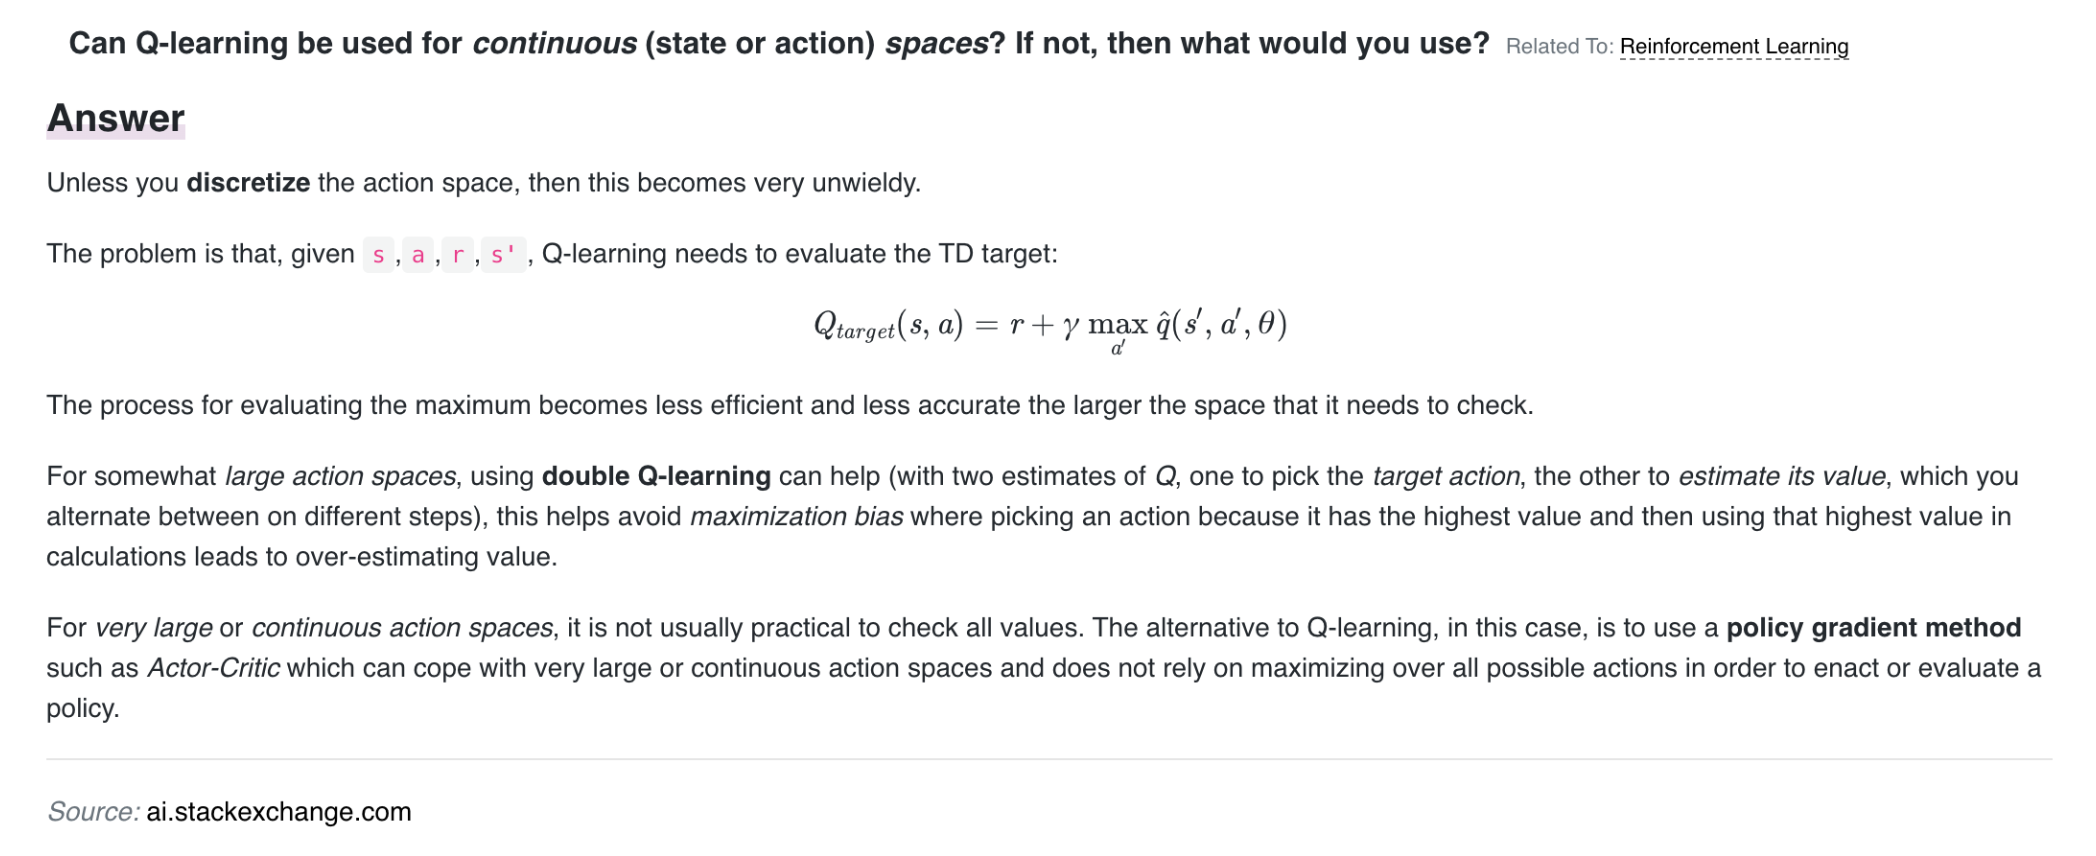 Can Q-learning be used for continuous (state or action) spaces? If not, then what would you use? Related To: Reinforcement Learning
Answer
Unless you discretize the action space, then this becomes very unwieldy.
The problem is that, given s , a , r , s' , Q-learning needs to evaluate the TD target:
Q_{target}(s, a) = r + γ max_{a′} q̂(s′, a′, θ)
The process for evaluating the maximum becomes less efficient and less accurate the larger the space that it needs to check.
For somewhat large action spaces, using double Q-learning can help (with two estimates of Q, one to pick the target action, the other to estimate its value, which you
alternate between on different steps), this helps avoid maximization bias where picking an action because it has the highest value and then using that highest value in
calculations leads to over-estimating value.
For very large or continuous action spaces, it is not usually practical to check all values. The alternative to Q-learning, in this case, is to use a policy gradient method
such as Actor-Critic which can cope with very large or continuous action spaces and does not rely on maximizing over all possible actions in order to enact or evaluate a
policy.
Source: ai.stackexchange.com